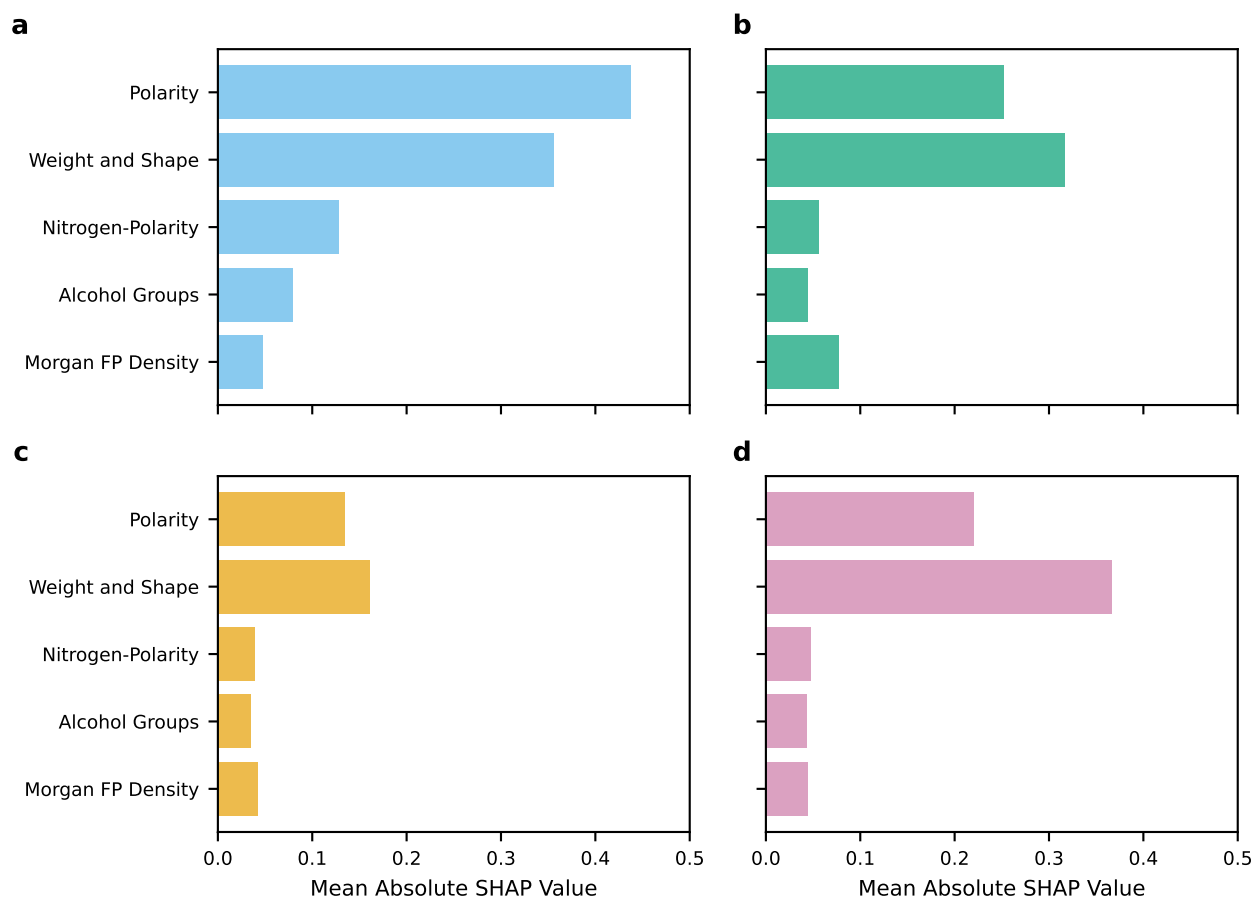 a
b
Polarity
Weight and Shape
Nitrogen-Polarity
Alcohol Groups
Morgan FP Density
c
d
Polarity
Weight and Shape
Nitrogen-Polarity
Alcohol Groups
Morgan FP Density
0.0 0.1 0.2 0.3 0.4 0.5
Mean Absolute SHAP Value
0.0 0.1 0.2 0.3 0.4 0.5
Mean Absolute SHAP Value